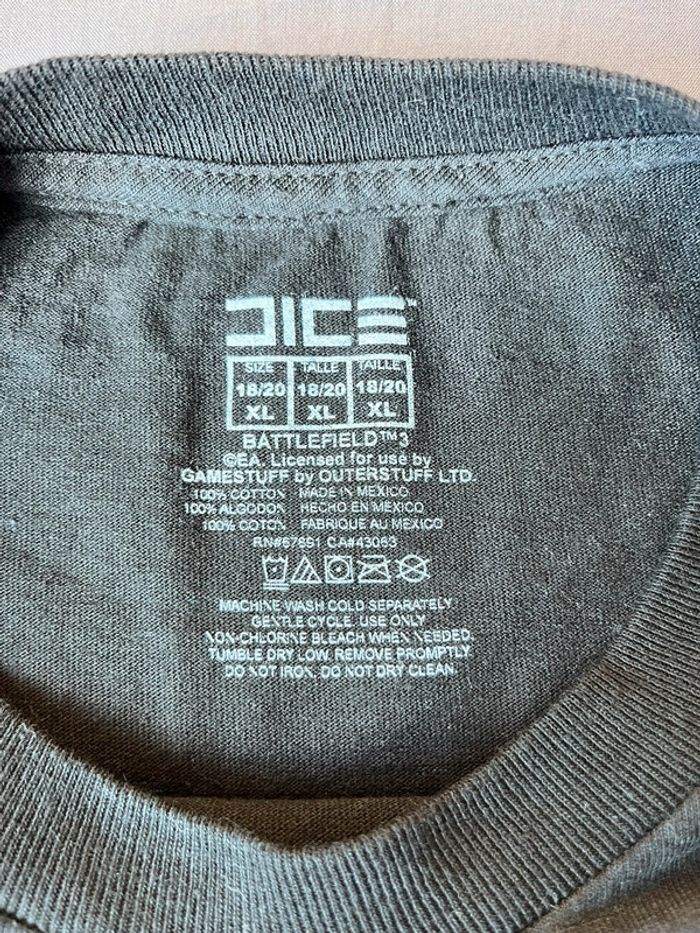 DICE™
SIZE TALLE TAILLE
18/20 18/20 18/20
XL XL XL
BATTLEFIELD™3
©EA. Licensed for use by
GAMESTUFF by OUTERSTUFF LTD.
100% COTTON MADE IN MEXICO
100% ALGODON HECHO EN MEXICO
100% COTON FABRIQUE AU MEXICO
RN#67691 CA#43063
MACHINE WASH COLD SEPARATELY
GENTLE CYCLE. USE ONLY
NON-CHLORINE BLEACH WHEN NEEDED.
TUMBLE DRY LOW. REMOVE PROMPTLY
DO NOT IRON. DO NOT DRY CLEAN.